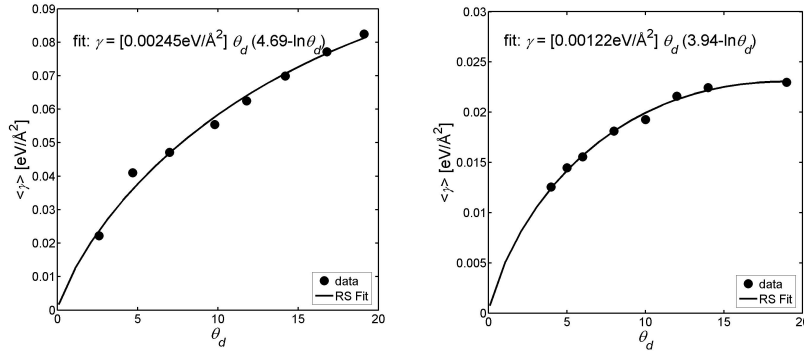 0.09
0.08
0.07
0.06
0.05
0.04
0.03
0.02
0.01
0
<γ> [eV/Å²]
fit: γ = [0.00245eV/Å²] θd (4.69-lnθd)
data
RS Fit
0 5 10 15 20
θd
0.03
0.025
0.02
0.015
0.01
0.005
0
<γ> [eV/Å²]
fit: γ = [0.00122eV/Å²] θd (3.94-lnθd)
data
RS Fit
0 5 10 15 20
θd